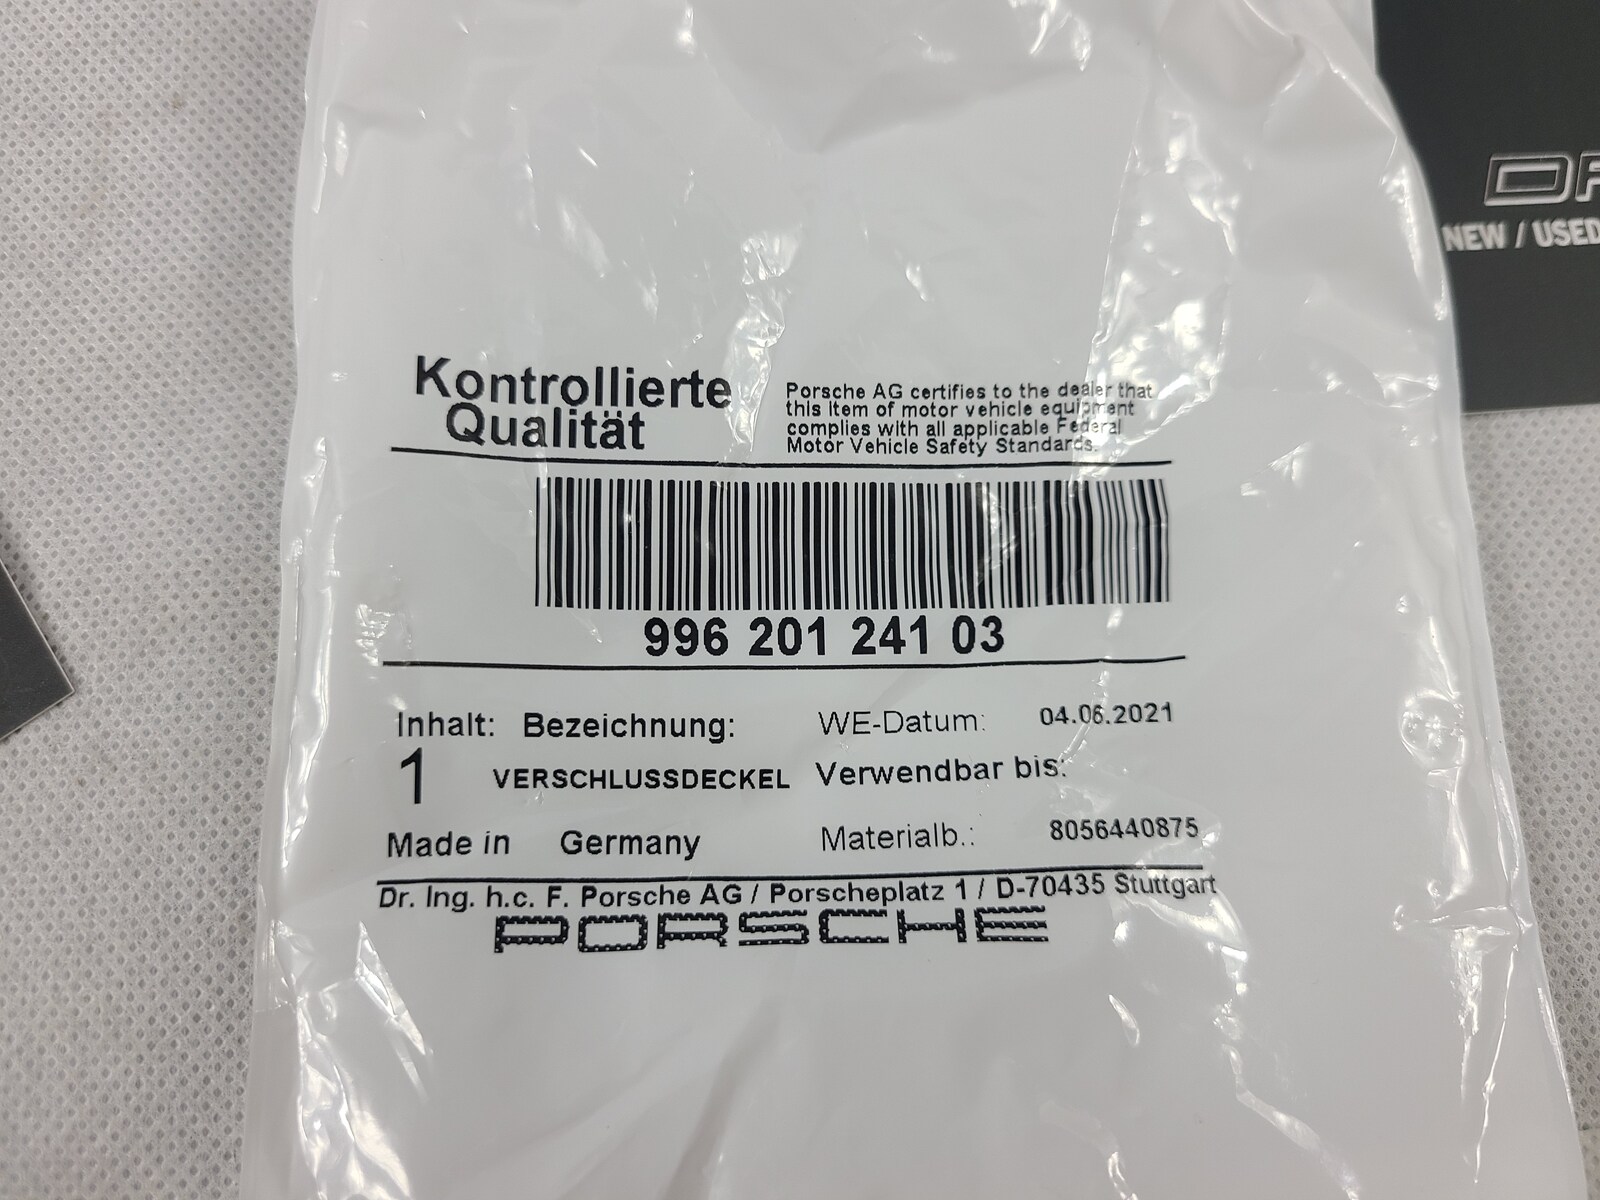 Kontrollierte
Qualität
Porsche AG certifies to the dealer that
this item of motor vehicle equipment
complies with all applicable Federal
Motor Vehicle Safety Standards.
996 201 241 03
Inhalt: Bezeichnung: WE-Datum: 04.06.2021
1 VERSCHLUSSDECKEL Verwendbar bis:
Made in Germany Materialb.: 8056440875
Dr. Ing. h.c. F. Porsche AG / Porscheplatz 1 / D-70435 Stuttgart
PORSCHE
NEW / USED